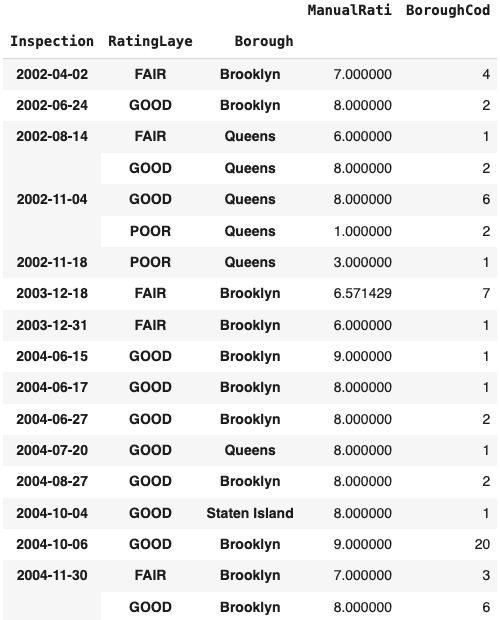 ManualRati BoroughCod
Inspection RatingLaye Borough
2002-04-02 FAIR Brooklyn 7.000000 4
2002-06-24 GOOD Brooklyn 8.000000 2
2002-08-14 FAIR Queens 6.000000 1
GOOD Queens 8.000000 2
2002-11-04 GOOD Queens 8.000000 6
POOR Queens 1.000000 2
2002-11-18 POOR Queens 3.000000 1
2003-12-18 FAIR Brooklyn 6.571429 7
2003-12-31 FAIR Brooklyn 6.000000 1
2004-06-15 GOOD Brooklyn 9.000000 1
2004-06-17 GOOD Brooklyn 8.000000 1
2004-06-27 GOOD Brooklyn 8.000000 2
2004-07-20 GOOD Queens 8.000000 1
2004-08-27 GOOD Brooklyn 8.000000 2
2004-10-04 GOOD Staten Island 8.000000 1
2004-10-06 GOOD Brooklyn 9.000000 20
2004-11-30 FAIR Brooklyn 7.000000 3
GOOD Brooklyn 8.000000 6